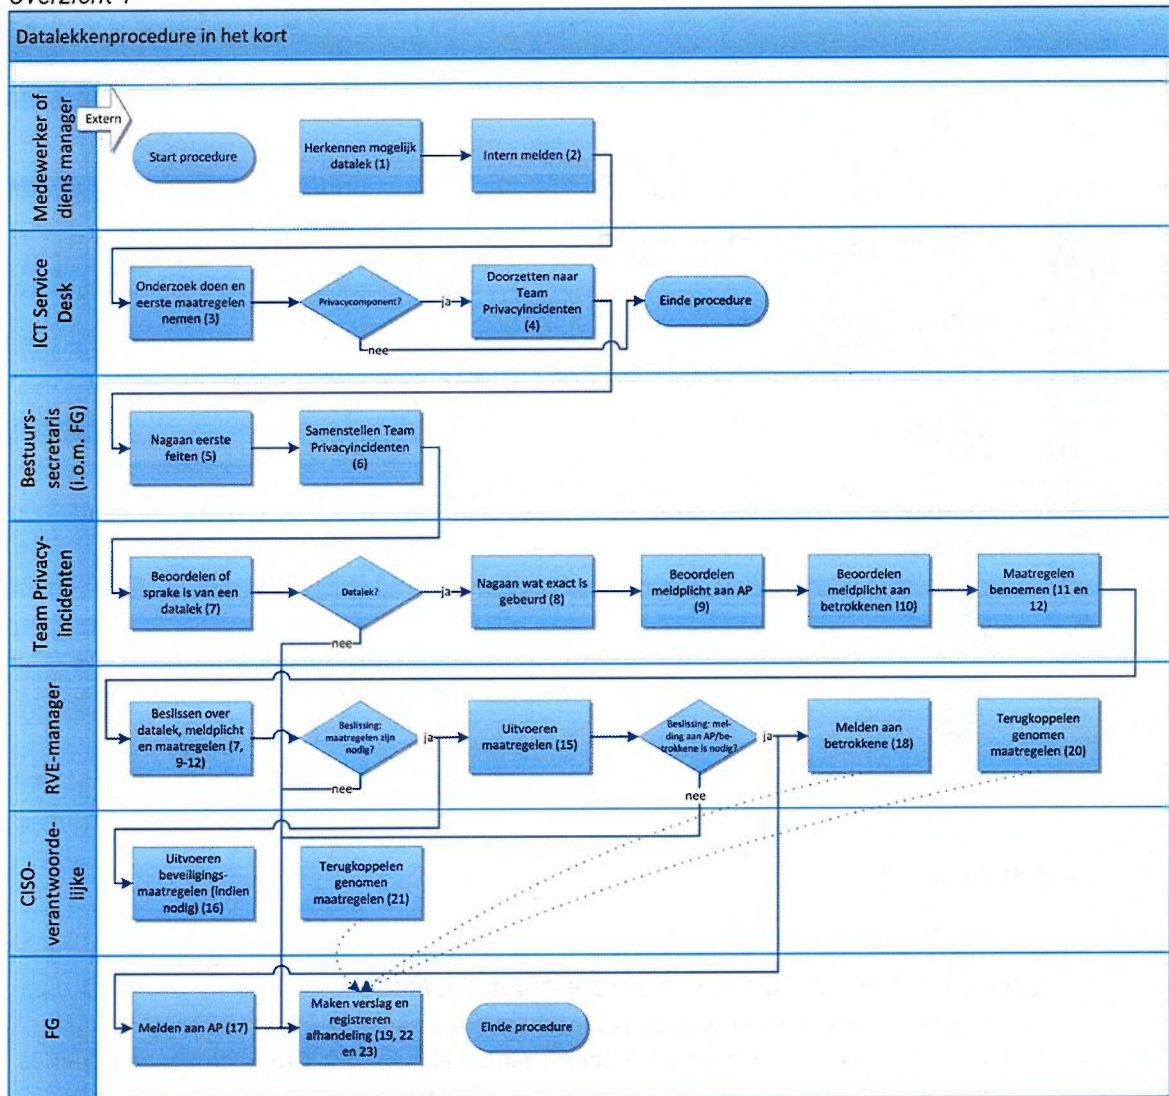 Overzicht 1
Datalekkenprocedure in het kort
Medewerker of
diens manager
Extern
Start procedure
Herkennen mogelijk
datalek (1)
Intern melden (2)
ICT Service
Desk
Onderzoek doen en
eerste maatregelen
nemen (3)
Privacycomponent?
ja
nee
Doorzetten naar
Team
Privacyincidenten
(4)
Einde procedure
Bestuurs-
secretaris
(i.o.m. FG)
Nagaan eerste
feiten (5)
Samenstellen Team
Privacyincidenten
(6)
Team Privacy-
incidenten
Beoordelen of
sprake is van een
datalek (7)
Datalek?
ja
nee
Nagaan wat exact is
gebeurd (8)
Beoordelen
meldplicht aan AP
(9)
Beoordelen
meldplicht aan
betrokkenen (10)
Maatregelen
benoemen (11 en
12)
RVE-manager
Beslissen over
datalek, meldplicht
en maatregelen (7,
9-12)
Beslissing:
maatregelen zijn
nodig?
ja
nee
Uitvoeren
maatregelen (15)
Beslissing: mel-
ding aan AP/be-
trokkene is nodig?
ja
nee
Melden aan
betrokkene (18)
Terugkoppelen
genomen
maatregelen (20)
CISO-
verantwoorde-
lijke
Uitvoeren
beveiligings-
maatregelen (indien
nodig) (16)
Terugkoppelen
genomen
maatregelen (21)
FG
Melden aan AP (17)
Maken verslag en
registreren
afhandeling (19, 22
en 23)
Einde procedure